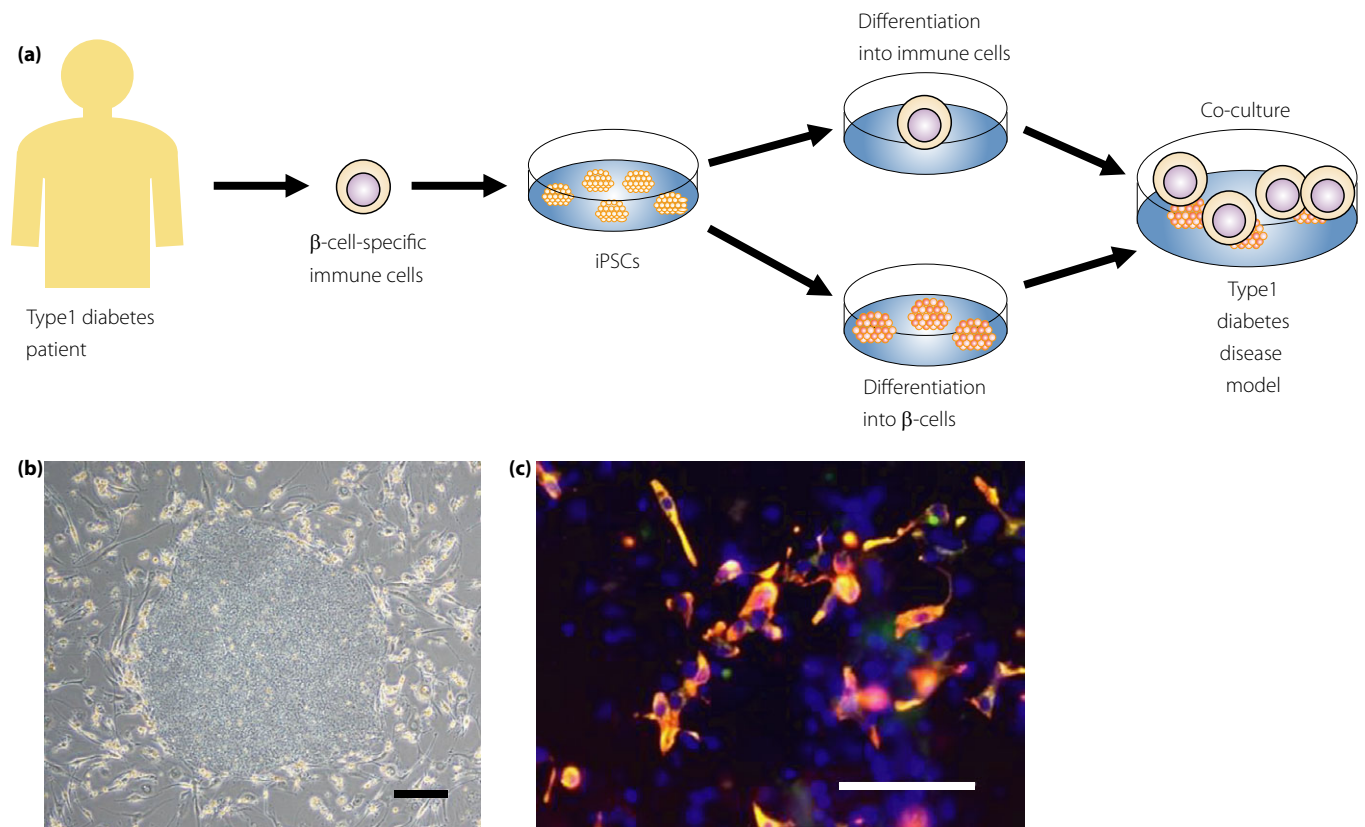 (a)
Type1 diabetes
patient
β-cell-specific
immune cells
iPSCs
Differentiation
into immune cells
Differentiation
into β-cells
Co-culture
Type1
diabetes
disease
model
(b)
(c)